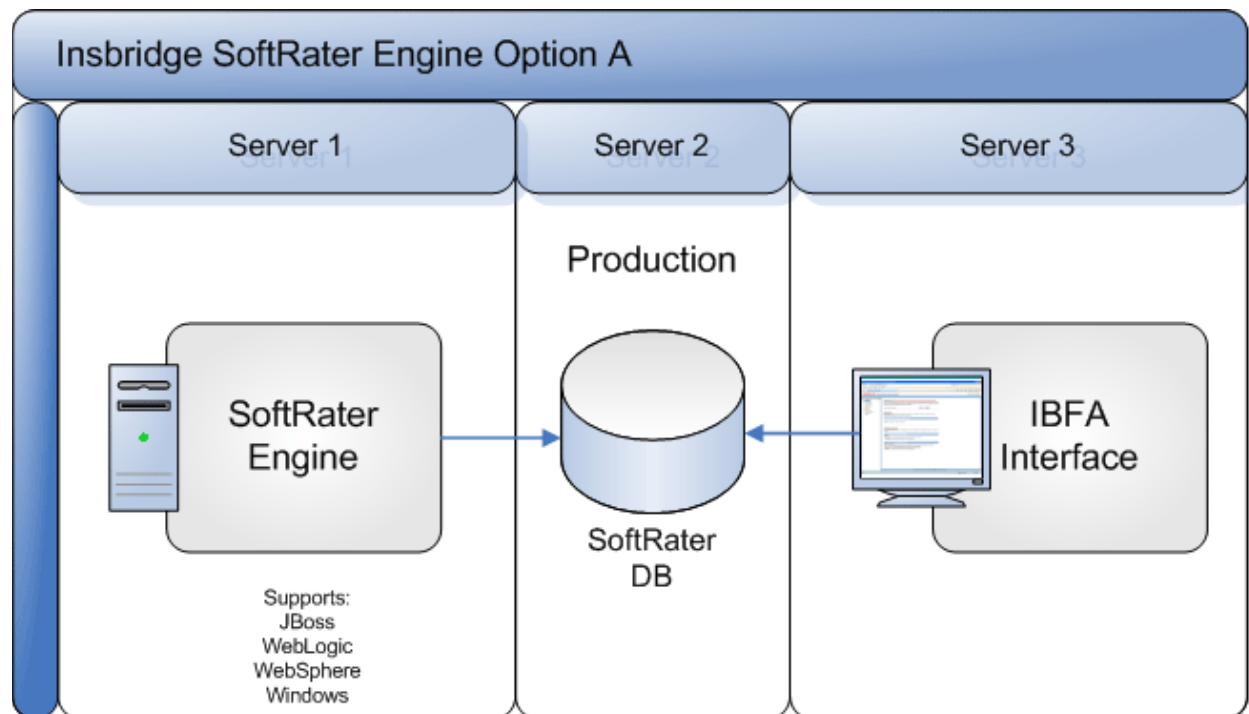 Insbridge SoftRater Engine Option A
Server 1
Server 2
Server 3
Production
SoftRater
Engine
SoftRater
DB
IBFA
Interface
Supports:
JBoss
WebLogic
WebSphere
Windows